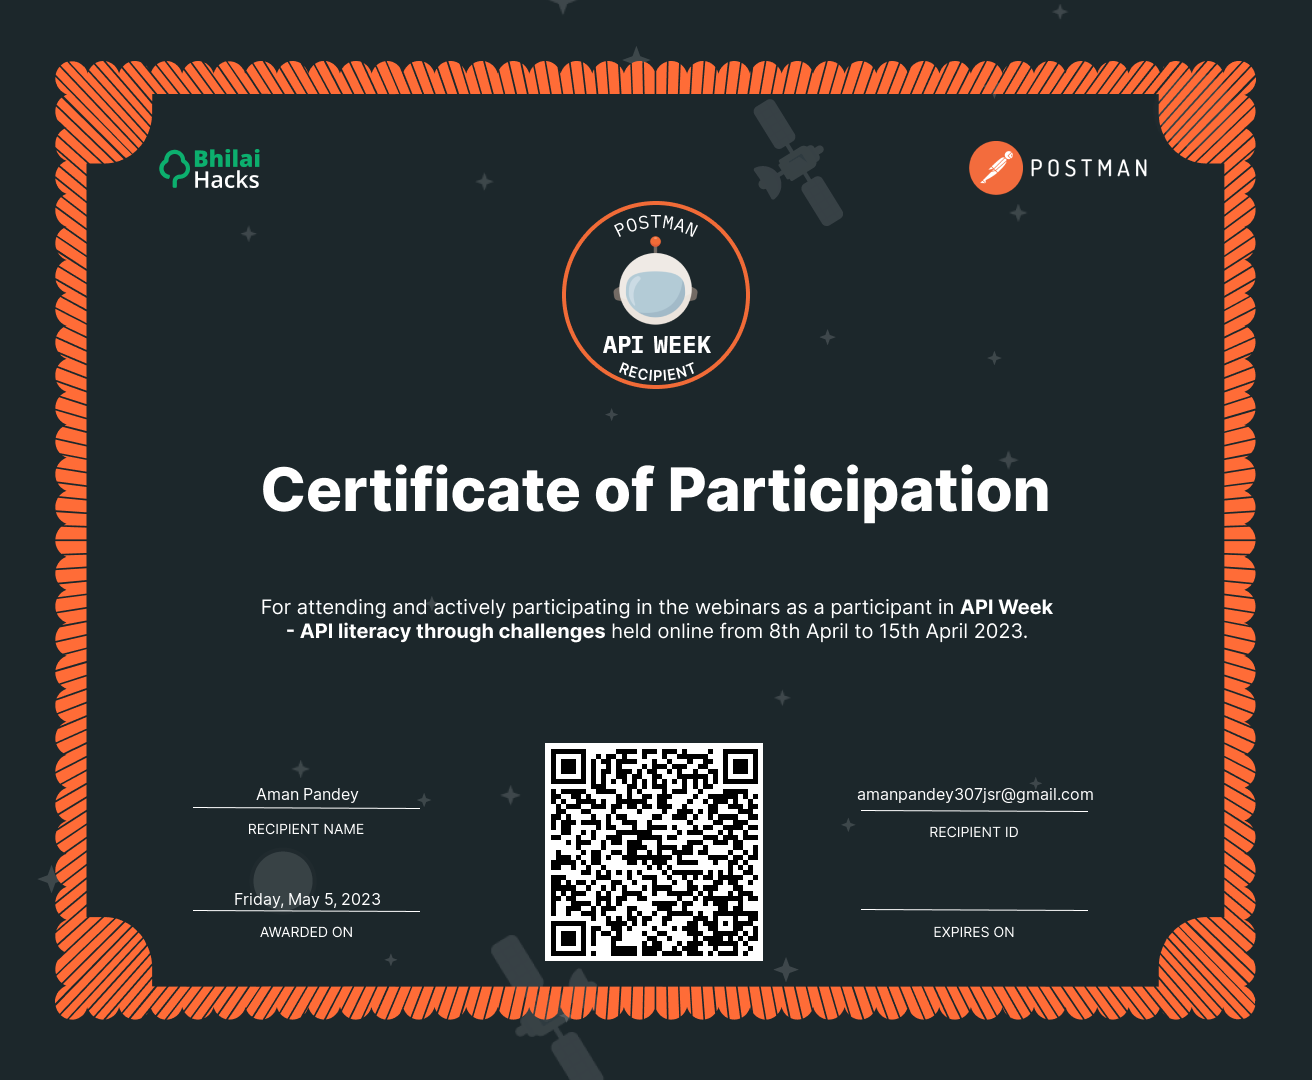 Bhilai
Hacks
POSTMAN
POSTMAN
API WEEK
RECIPIENT
Certificate of Participation
For attending and actively participating in the webinars as a participant in API Week
- API literacy through challenges held online from 8th April to 15th April 2023.
Aman Pandey
RECIPIENT NAME
amanpandey307jsr@gmail.com
RECIPIENT ID
Friday, May 5, 2023
AWARDED ON
EXPIRES ON